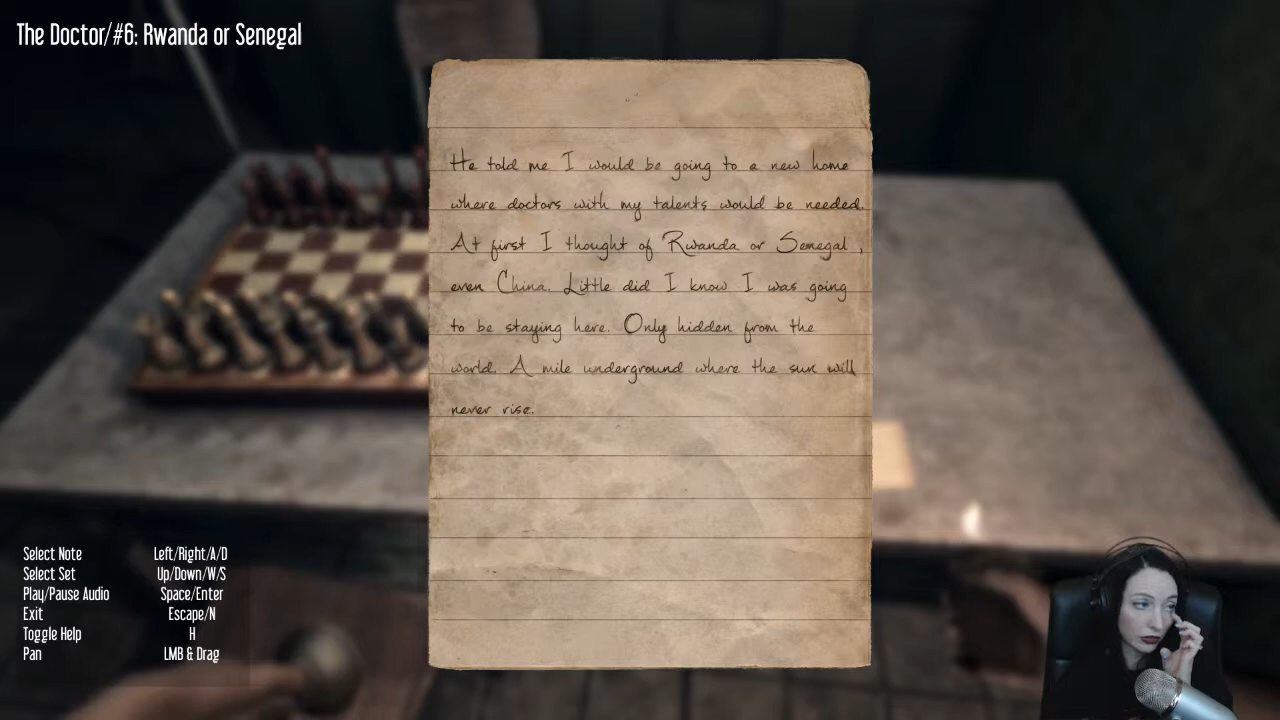 The Doctor/#6: Rwanda or Senegal
He told me I would be going to a new home
where doctors with my talents would be needed.
At first I thought of Rwanda or Senegal ,
even China. Little did I know I was going
to be staying here. Only hidden from the
world. A mile underground where the sun will
never rise.
Select Note Left/Right/A/D
Select Set Up/Down/W/S
Play/Pause Audio Space/Enter
Exit Escape/N
Toggle Help H
Pan LMB & Drag